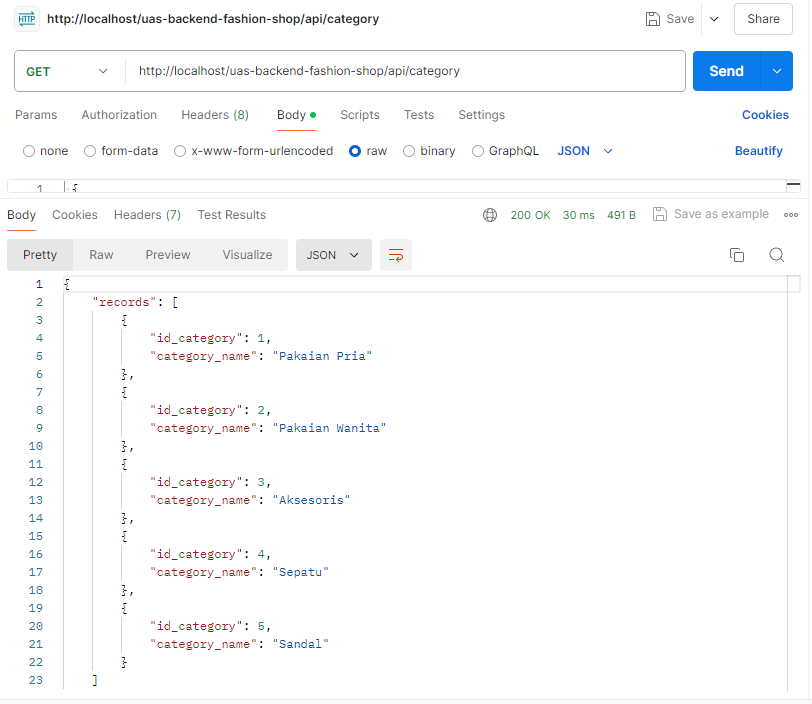 HTTP http://localhost/uas-backend-fashion-shop/api/category Save Share
GET http://localhost/uas-backend-fashion-shop/api/category Send
Params Authorization Headers (8) Body Scripts Tests Settings Cookies
none form-data x-www-form-urlencoded raw binary GraphQL JSON Beautify
1 {
Body Cookies Headers (7) Test Results 200 OK 30 ms 491 B Save as example
Pretty Raw Preview Visualize JSON
1 {
2 "records": [
3 {
4 "id_category": 1,
5 "category_name": "Pakaian Pria"
6 },
7 {
8 "id_category": 2,
9 "category_name": "Pakaian Wanita"
10 },
11 {
12 "id_category": 3,
13 "category_name": "Aksesoris"
14 },
15 {
16 "id_category": 4,
17 "category_name": "Sepatu"
18 },
19 {
20 "id_category": 5,
21 "category_name": "Sandal"
22 }
23 ]